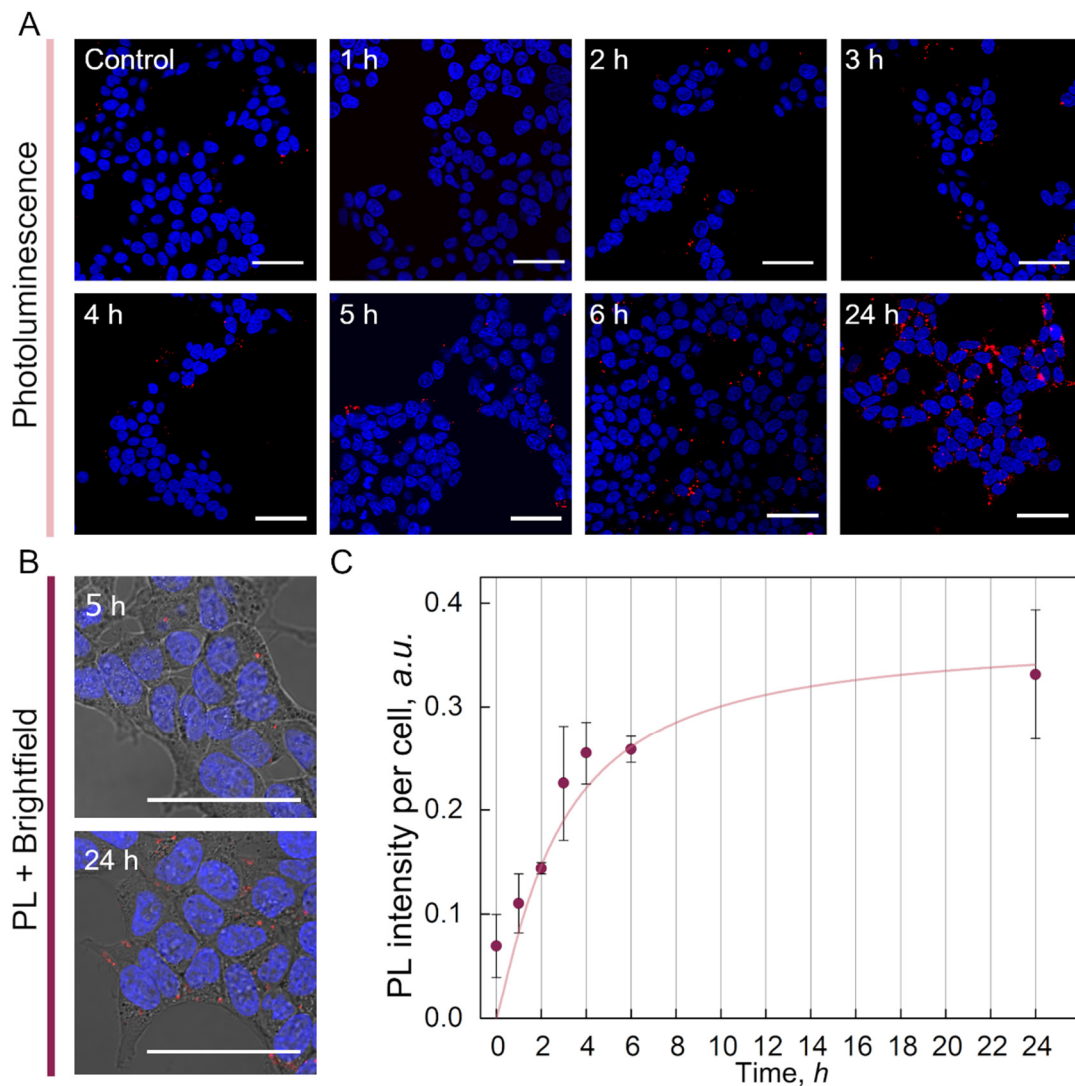 A
Photoluminescence
Control
1 h
2 h
3 h
4 h
5 h
6 h
24 h
B
PL + Brightfield
5 h
24 h
C
PL intensity per cell, a.u.
0.4
0.3
0.2
0.1
0.0
0 2 4 6 8 10 12 14 16 18 20 22 24
Time, h